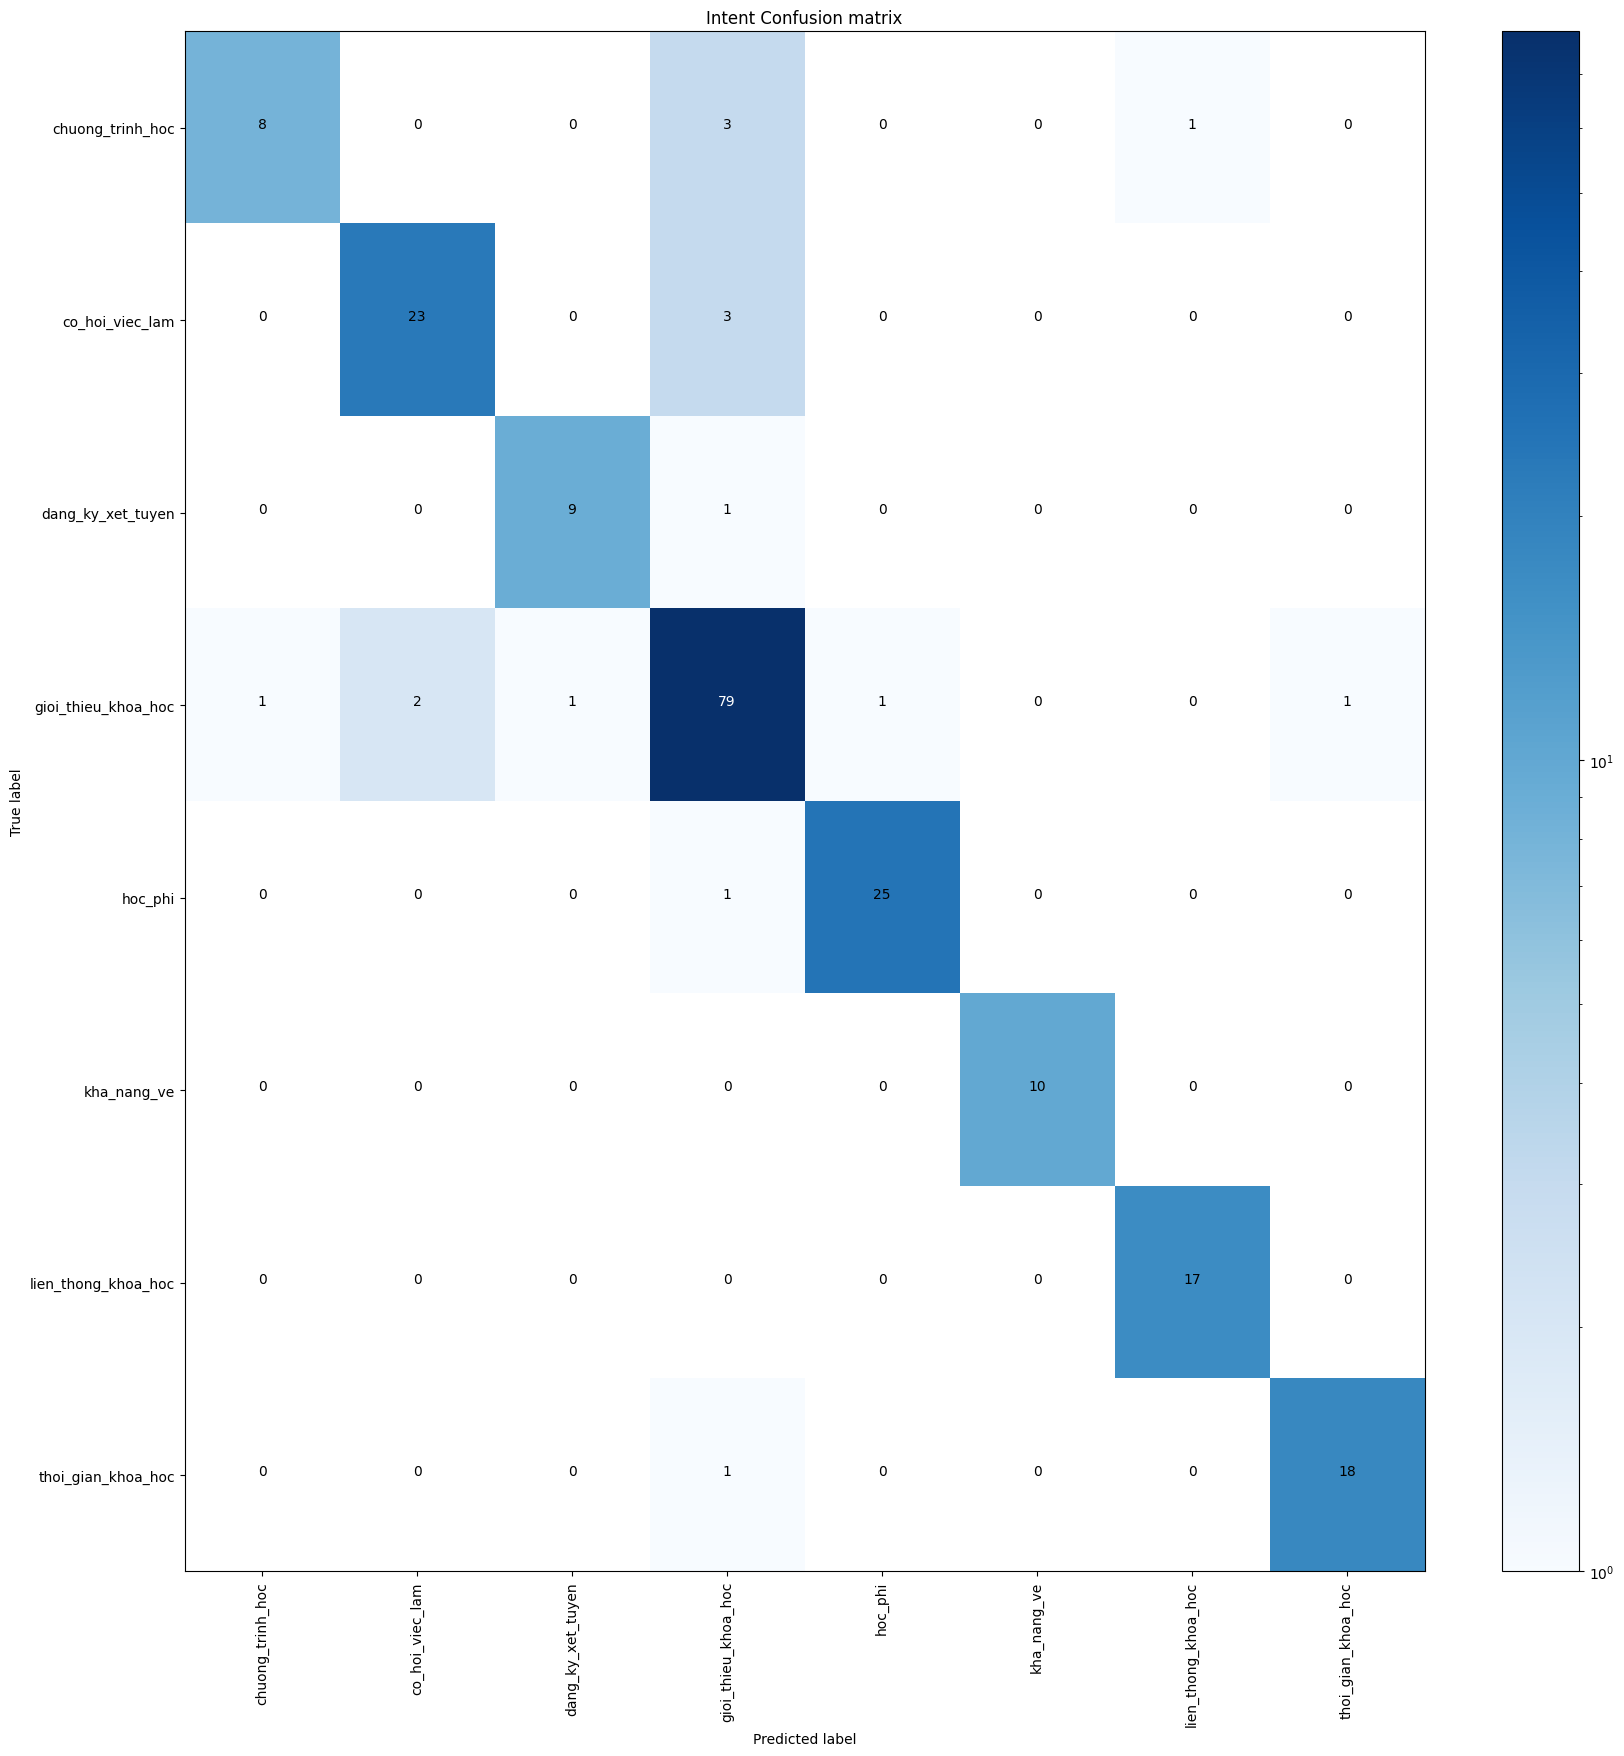 Intent Confusion matrix
chuong_trinh_hoc 8 0 0 3 0 0 1 0
co_hoi_viec_lam 0 23 0 3 0 0 0 0
dang_ky_xet_tuyen 0 0 9 1 0 0 0 0
gioi_thieu_khoa_hoc 1 2 1 79 1 0 0 1
hoc_phi 0 0 0 1 25 0 0 0
kha_nang_ve 0 0 0 0 0 10 0 0
lien_thong_khoa_hoc 0 0 0 0 0 0 17 0
thoi_gian_khoa_hoc 0 0 0 1 0 0 0 18
True label
chuong_trinh_hoc
co_hoi_viec_lam
dang_ky_xet_tuyen
gioi_thieu_khoa_hoc
hoc_phi
kha_nang_ve
lien_thong_khoa_hoc
thoi_gian_khoa_hoc
Predicted label
10¹
10⁰